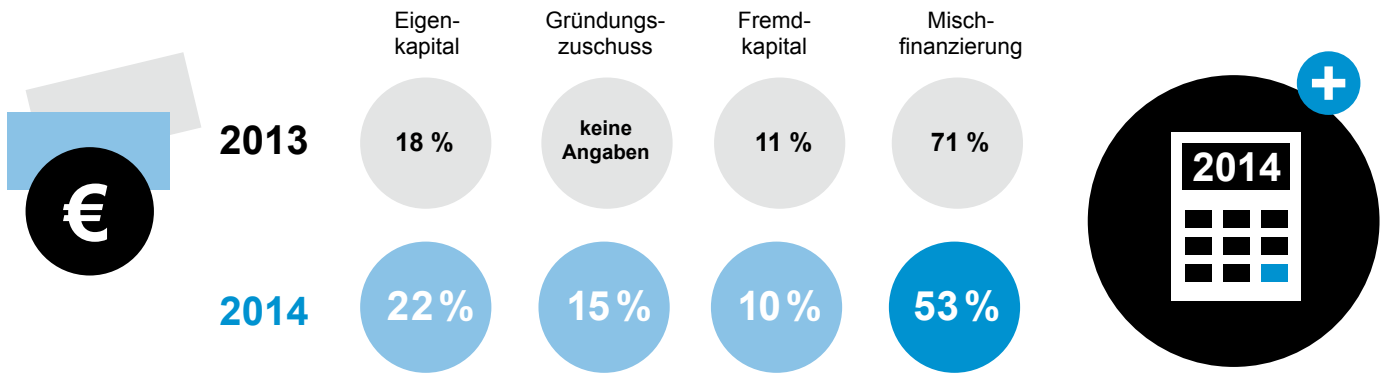 Eigen-
kapital
Gründungs-
zuschuss
Fremd-
kapital
Misch-
finanzierung
2013
18 %
keine
Angaben
11 %
71 %
2014
22 %
15 %
10 %
53 %
€
2014